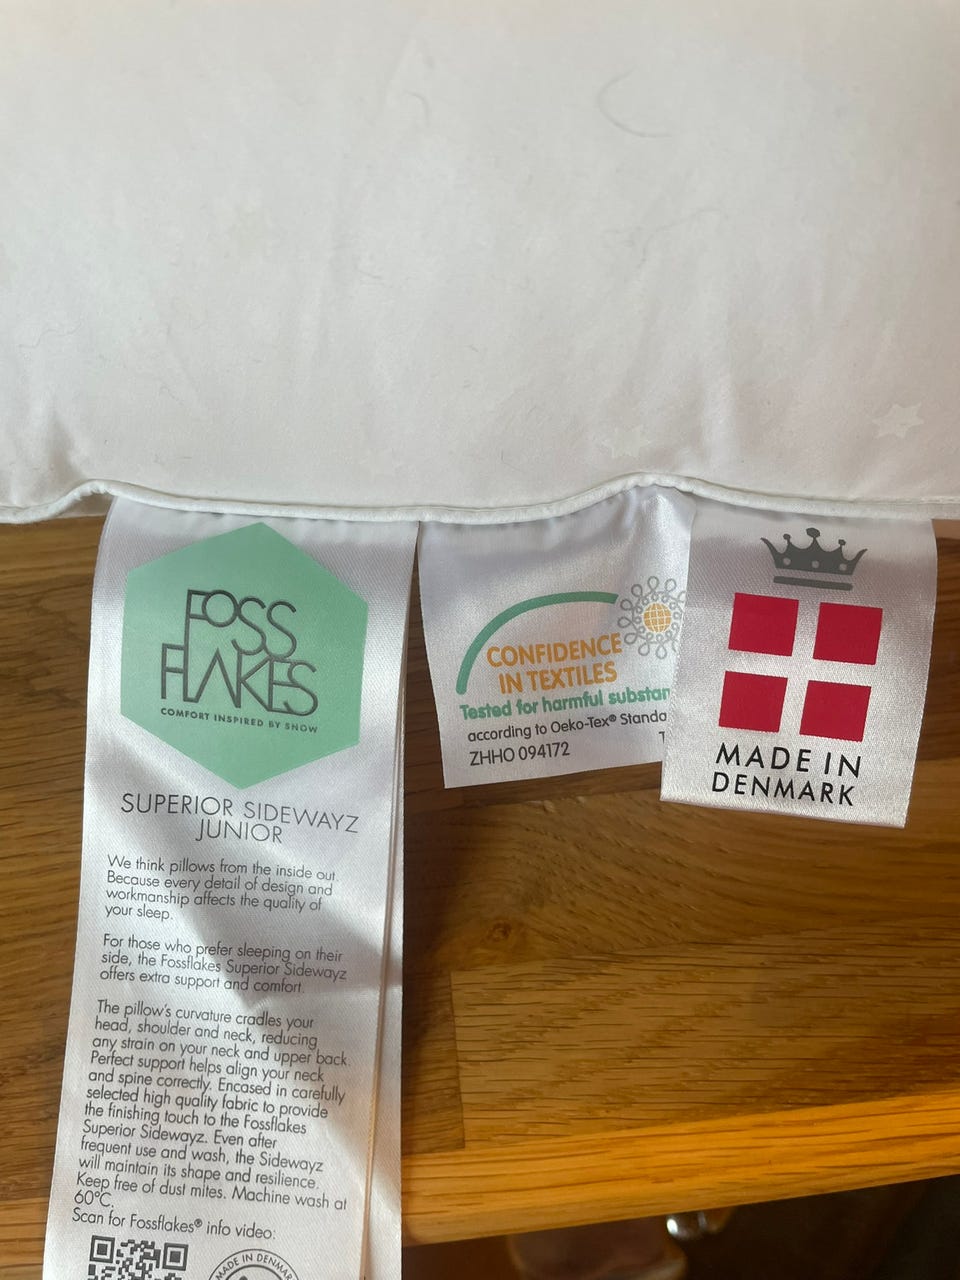 FOSS
FLAKES
COMFORT INSPIRED BY SNOW
SUPERIOR SIDEWAYZ
JUNIOR
We think pillows from the inside out.
Because every detail of design and
workmanship affects the quality of
your sleep.
For those who prefer sleeping on their
side, the Fossflakes Superior Sidewayz
offers extra support and comfort.
The pillow's curvature cradles your
head, shoulder and neck, reducing
any strain on your neck and upper back.
Perfect support helps align your neck
and spine correctly. Encased in carefully
selected high quality fabric to provide
the finishing touch to the Fossflakes
Superior Sidewayz. Even after
frequent use and wash, the Sidewayz
will maintain its shape and resilience.
Keep free of dust mites. Machine wash at
60°C.
Scan for Fossflakes® info video:
MADE IN DENMAR
CONFIDENCE
IN TEXTILES
Tested for harmful substan
according to Oeko-Tex® Standa
ZHHO 094172
MADE IN
DENMARK